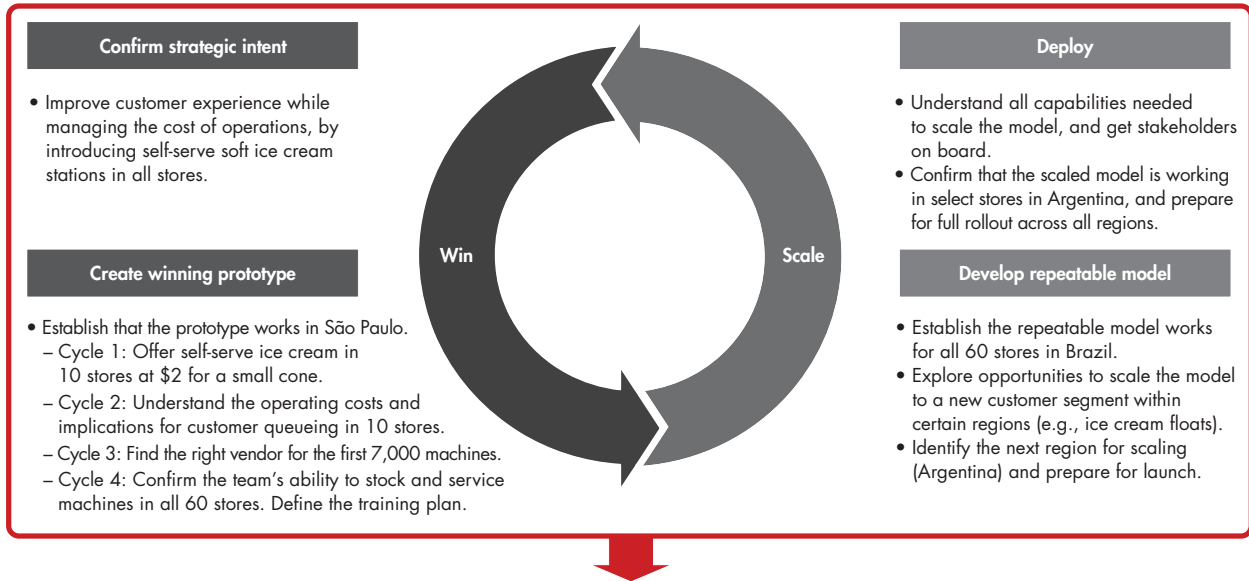 Confirm strategic intent
• Improve customer experience while
managing the cost of operations, by
introducing self-serve soft ice cream
stations in all stores.
Create winning prototype
• Establish that the prototype works in São Paulo.
– Cycle 1: Offer self-serve ice cream in
10 stores at $2 for a small cone.
– Cycle 2: Understand the operating costs and
implications for customer queueing in 10 stores.
– Cycle 3: Find the right vendor for the first 7,000 machines.
– Cycle 4: Confirm the team’s ability to stock and service
machines in all 60 stores. Define the training plan.
Win
Scale
Deploy
• Understand all capabilities needed
to scale the model, and get stakeholders
on board.
• Confirm that the scaled model is working
in select stores in Argentina, and prepare
for full rollout across all regions.
Develop repeatable model
• Establish the repeatable model works
for all 60 stores in Brazil.
• Explore opportunities to scale the model
to a new customer segment within
certain regions (e.g., ice cream floats).
• Identify the next region for scaling
(Argentina) and prepare for launch.